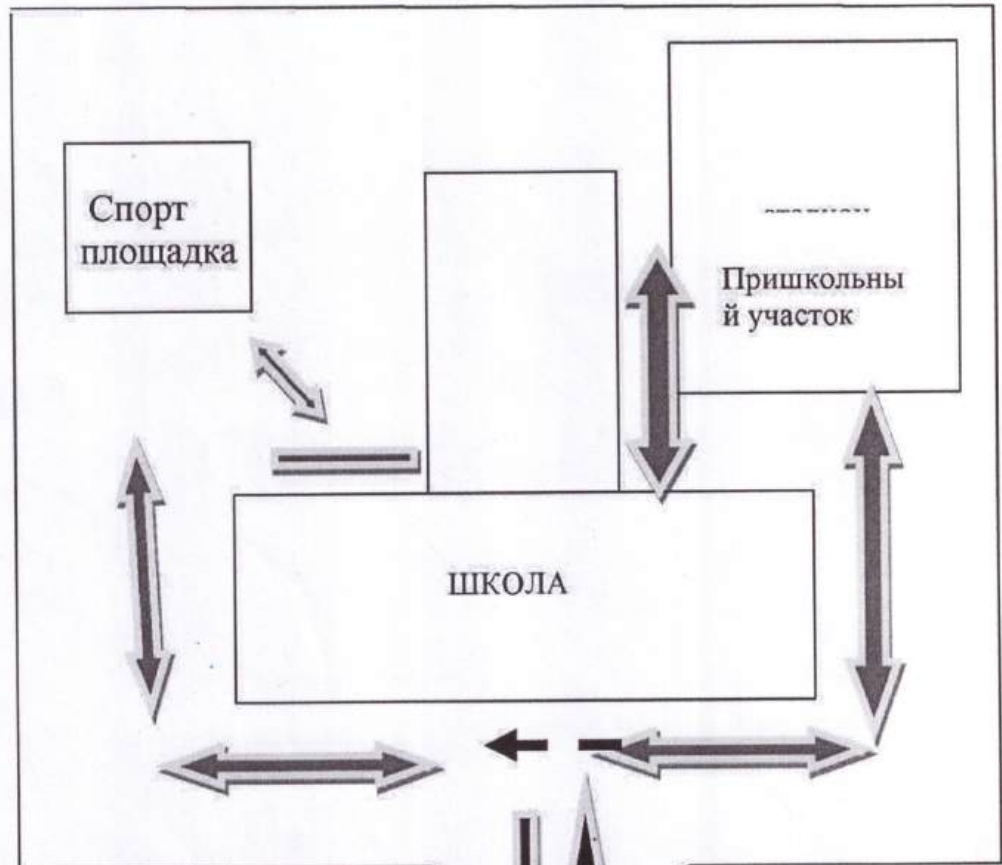 Спорт
площадка
Пришкольны
й участок
ШКОЛА